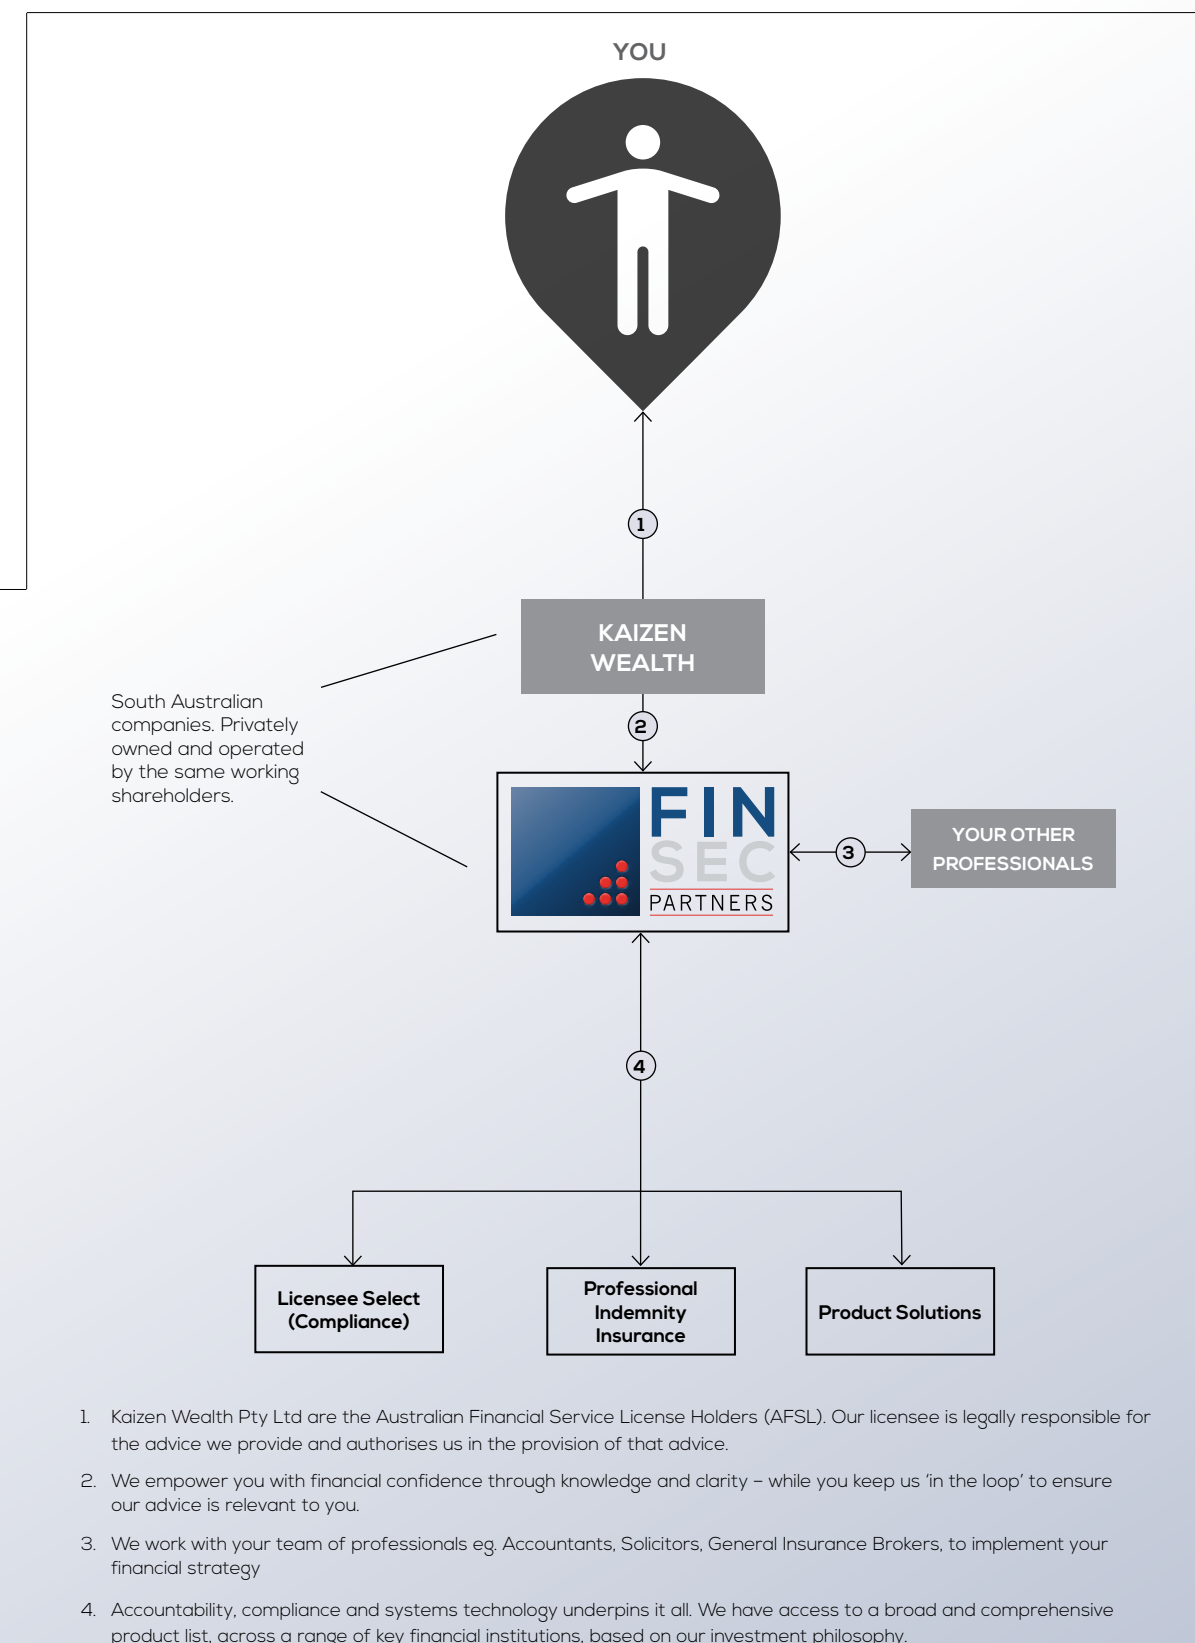 YOU
1
KAIZEN
WEALTH
2
South Australian
companies. Privately
owned and operated
by the same working
shareholders.
FIN
SEC
PARTNERS
3
YOUR OTHER
PROFESSIONALS
4
Licensee Select
(Compliance)
Professional
Indemnity
Insurance
Product Solutions
1. Kaizen Wealth Pty Ltd are the Australian Financial Service License Holders (AFSL). Our licensee is legally responsible for
the advice we provide and authorises us in the provision of that advice.
2. We empower you with financial confidence through knowledge and clarity – while you keep us ‘in the loop’ to ensure
our advice is relevant to you.
3. We work with your team of professionals eg. Accountants, Solicitors, General Insurance Brokers, to implement your
financial strategy
4. Accountability, compliance and systems technology underpins it all. We have access to a broad and comprehensive
product list, across a range of key financial institutions, based on our investment philosophy.